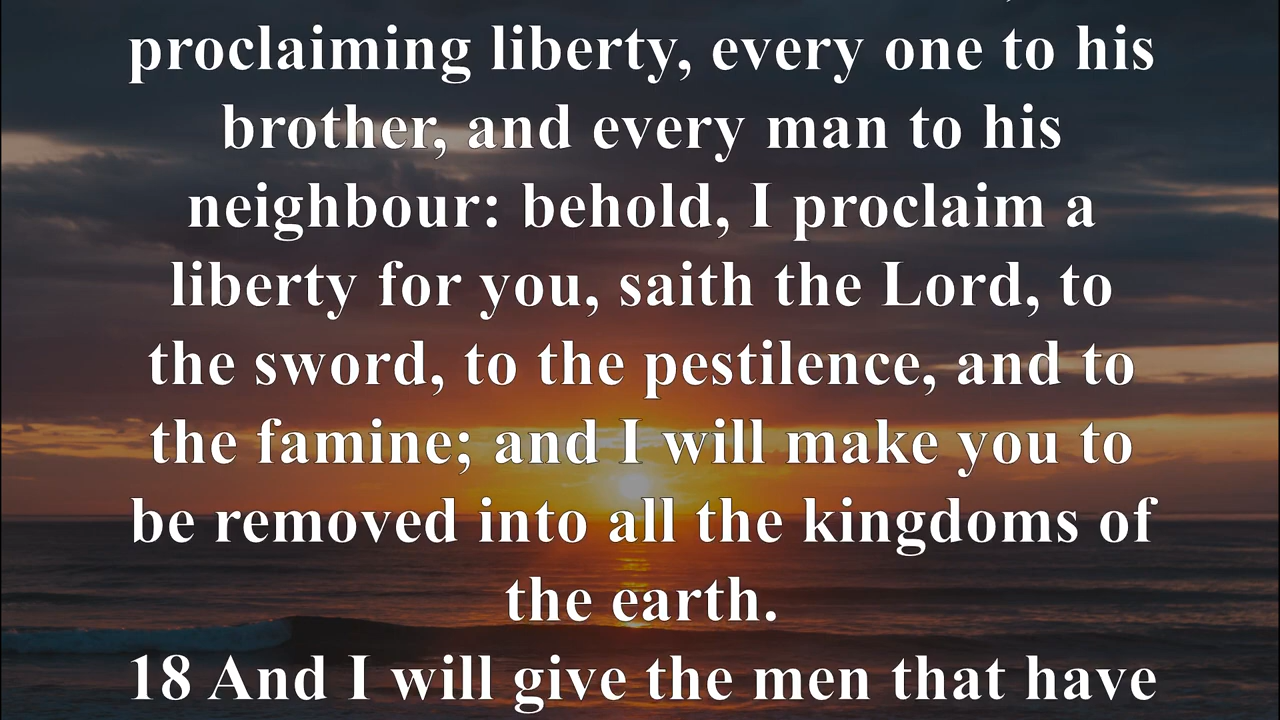 proclaiming liberty, every one to his
brother, and every man to his
neighbour: behold, I proclaim a
liberty for you, saith the Lord, to
the sword, to the pestilence, and to
the famine; and I will make you to
be removed into all the kingdoms of
the earth.
18 And I will give the men that have